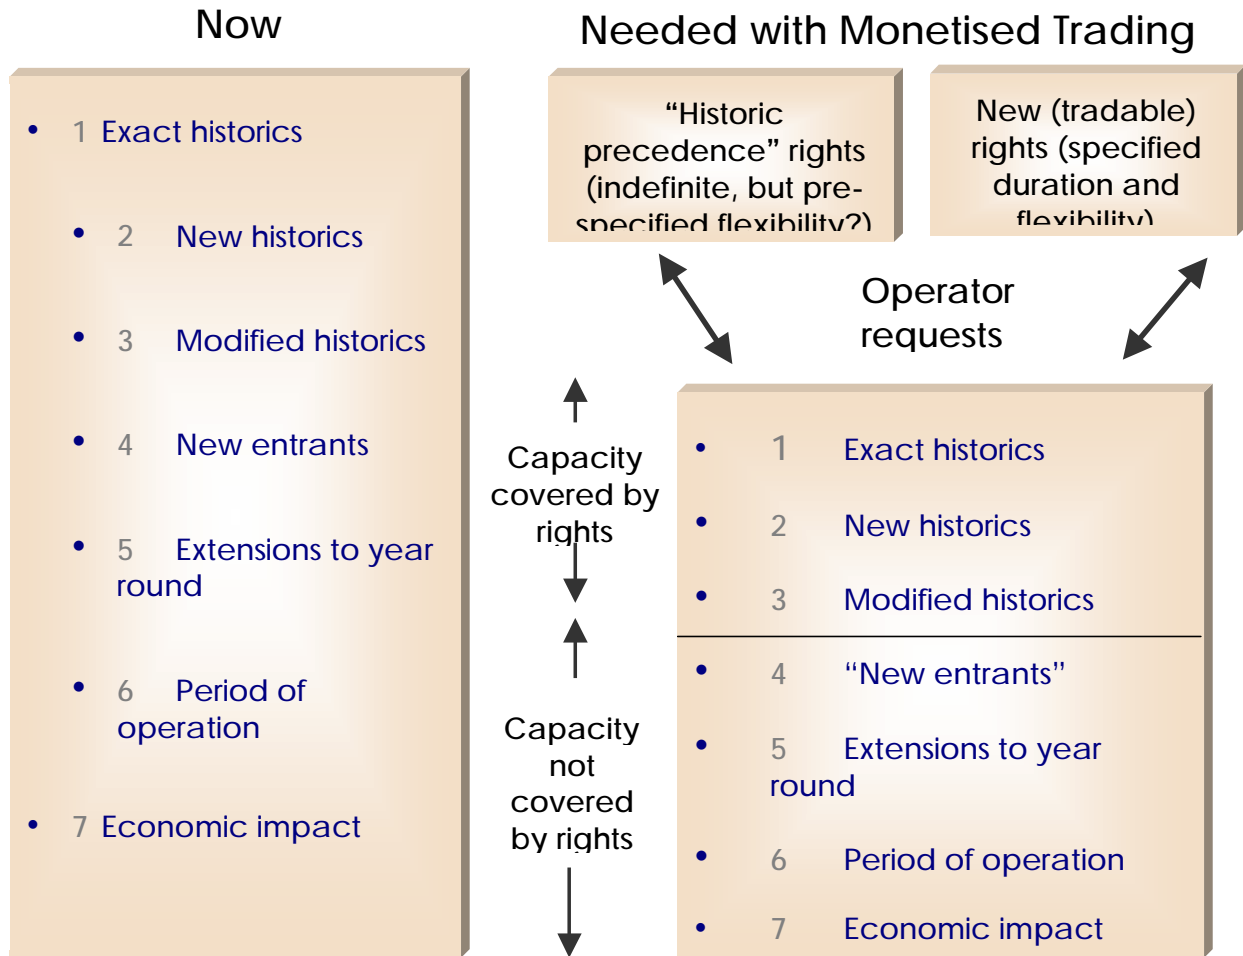 Now
Needed with Monetised Trading
• 1 Exact historics
• 2 New historics
• 3 Modified historics
• 4 New entrants
• 5 Extensions to year
round
• 6 Period of
operation
• 7 Economic impact
“Historic
precedence” rights
(indefinite, but pre-
specified flexibility?)
New (tradable)
rights (specified
duration and
flexibility)
Operator
requests
Capacity
covered by
rights
Capacity
not
covered
by rights
• 1 Exact historics
• 2 New historics
• 3 Modified historics
• 4 “New entrants”
• 5 Extensions to year
round
• 6 Period of operation
• 7 Economic impact